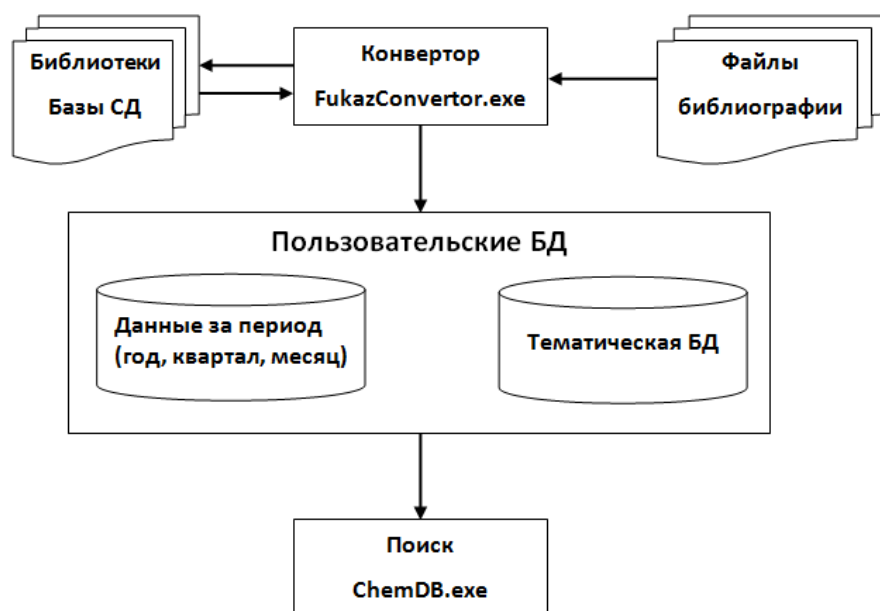 Библиотеки
Базы СД
Конвертор
FukazConvertor.exe
Файлы
библиографии
Пользовательские БД
Данные за период
(год, квартал, месяц)
Тематическая БД
Поиск
ChemDB.exe